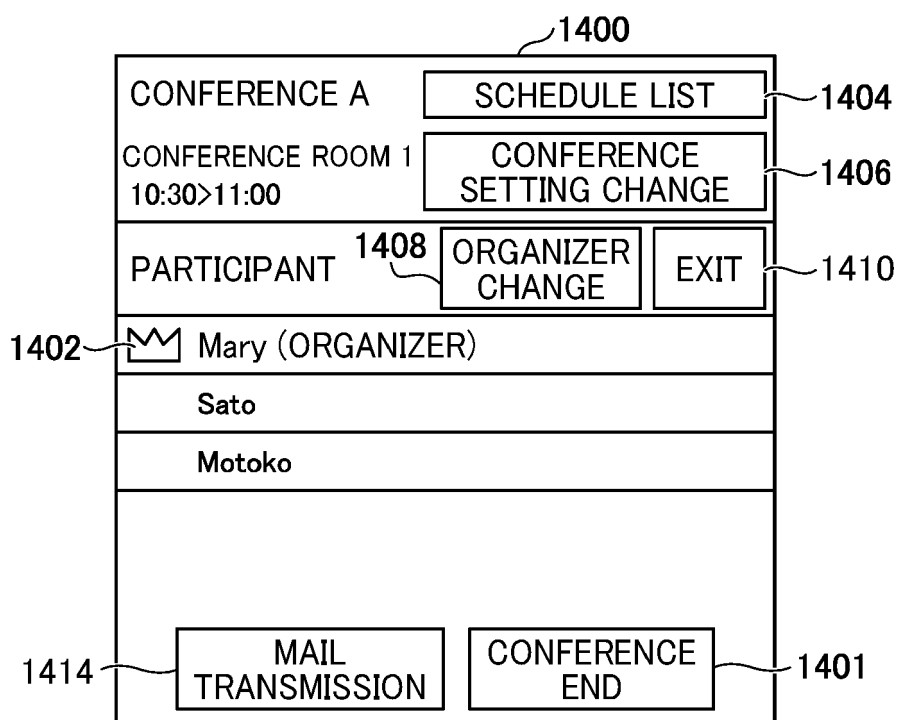 1400
CONFERENCE A
SCHEDULE LIST
1404
CONFERENCE ROOM 1
10:30>11:00
CONFERENCE
SETTING CHANGE
1406
PARTICIPANT
1408
ORGANIZER
CHANGE
EXIT
1410
1402
Mary (ORGANIZER)
Sato
Motoko
1414
MAIL
TRANSMISSION
CONFERENCE
END
1401